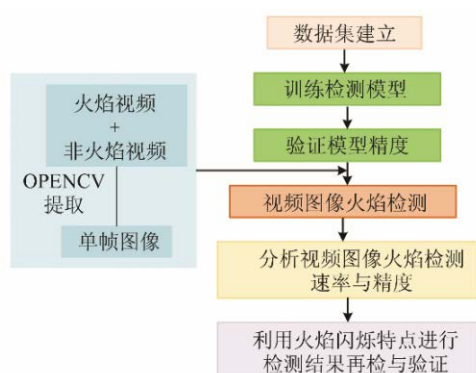 数据集建立
训练检测模型
验证模型精度
火焰视频
+
非火焰视频
OPENCV
提取
单帧图像
视频图像火焰检测
分析视频图像火焰检测
速率与精度
利用火焰闪烁特点进行
检测结果再检与验证